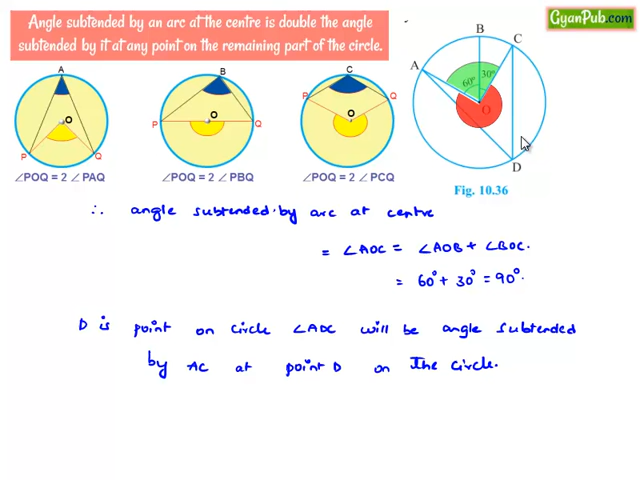 Angle subtended by an arc at the centre is double the angle
subtended by it at any point on the remaining part of the circle.
GyanPub.com
A
O
P
Q
∠POQ = 2 ∠PAQ
B
O
P
Q
∠POQ = 2 ∠PBQ
C
P
Q
O
∠POQ = 2 ∠PCQ
B
C
A
60° 30°
O
D
Fig. 10.36
∴ angle subtended by arc at centre
= ∠AOC = ∠AOB + ∠BOC.
= 60° + 30° = 90°.
D is point on circle ∠ADC will be angle subtended
by AC at point D on the circle.